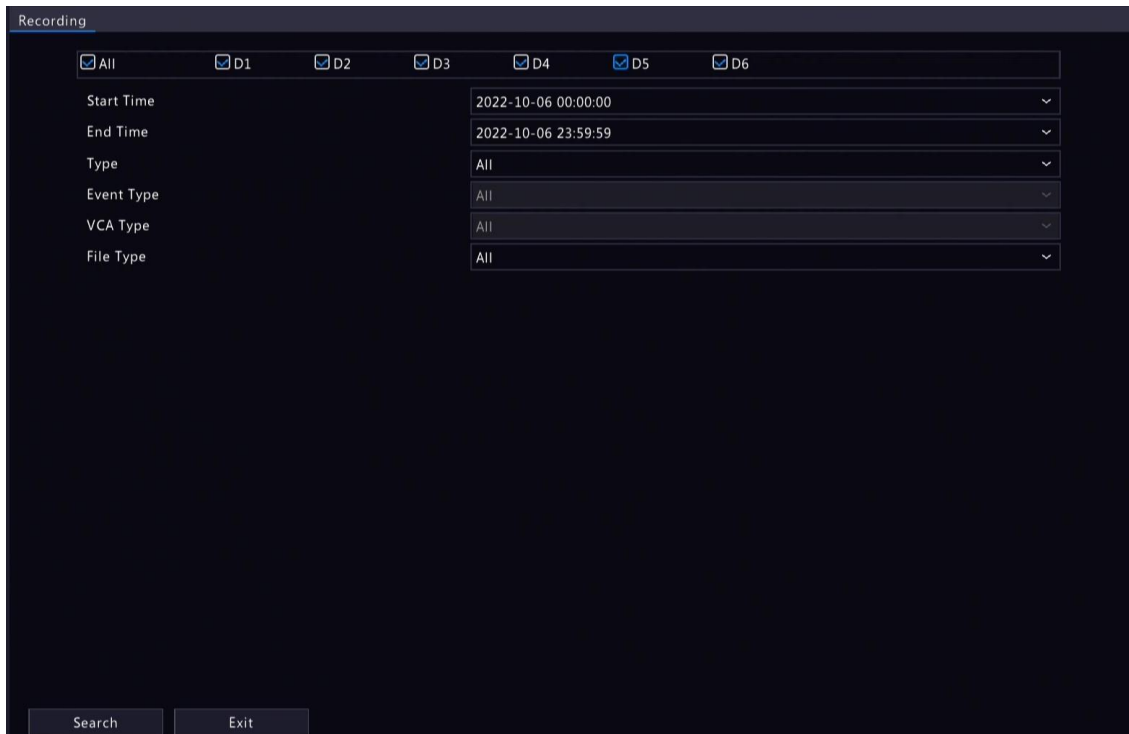 Recording
All D1 D2 D3 D4 D5 D6
Start Time 2022-10-06 00:00:00
End Time 2022-10-06 23:59:59
Type All
Event Type All
VCA Type All
File Type All
Search Exit